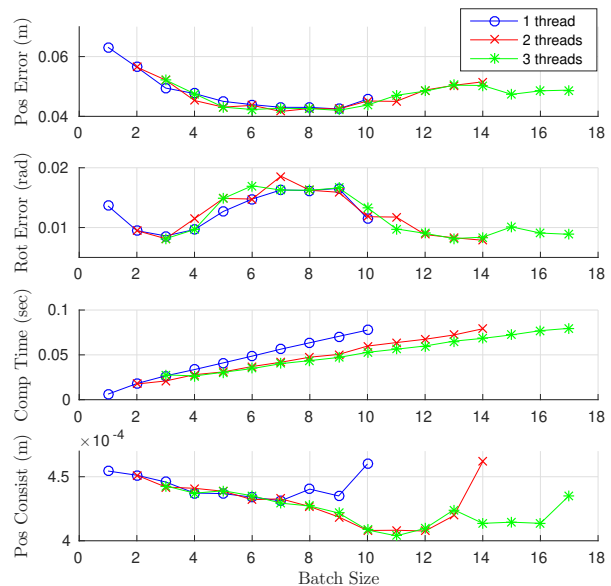 1 thread
2 threads
3 threads
Pos Error (m)
0.06
0.04
0 2 4 6 8 10 12 14 16 18
Rot Error (rad)
0.02
0.01
0 2 4 6 8 10 12 14 16 18
Comp Time (sec)
0.1
0.05
0
0 2 4 6 8 10 12 14 16 18
Pos Consist (m)
×10⁻⁴
4.5
4
0 2 4 6 8 10 12 14 16 18
Batch Size